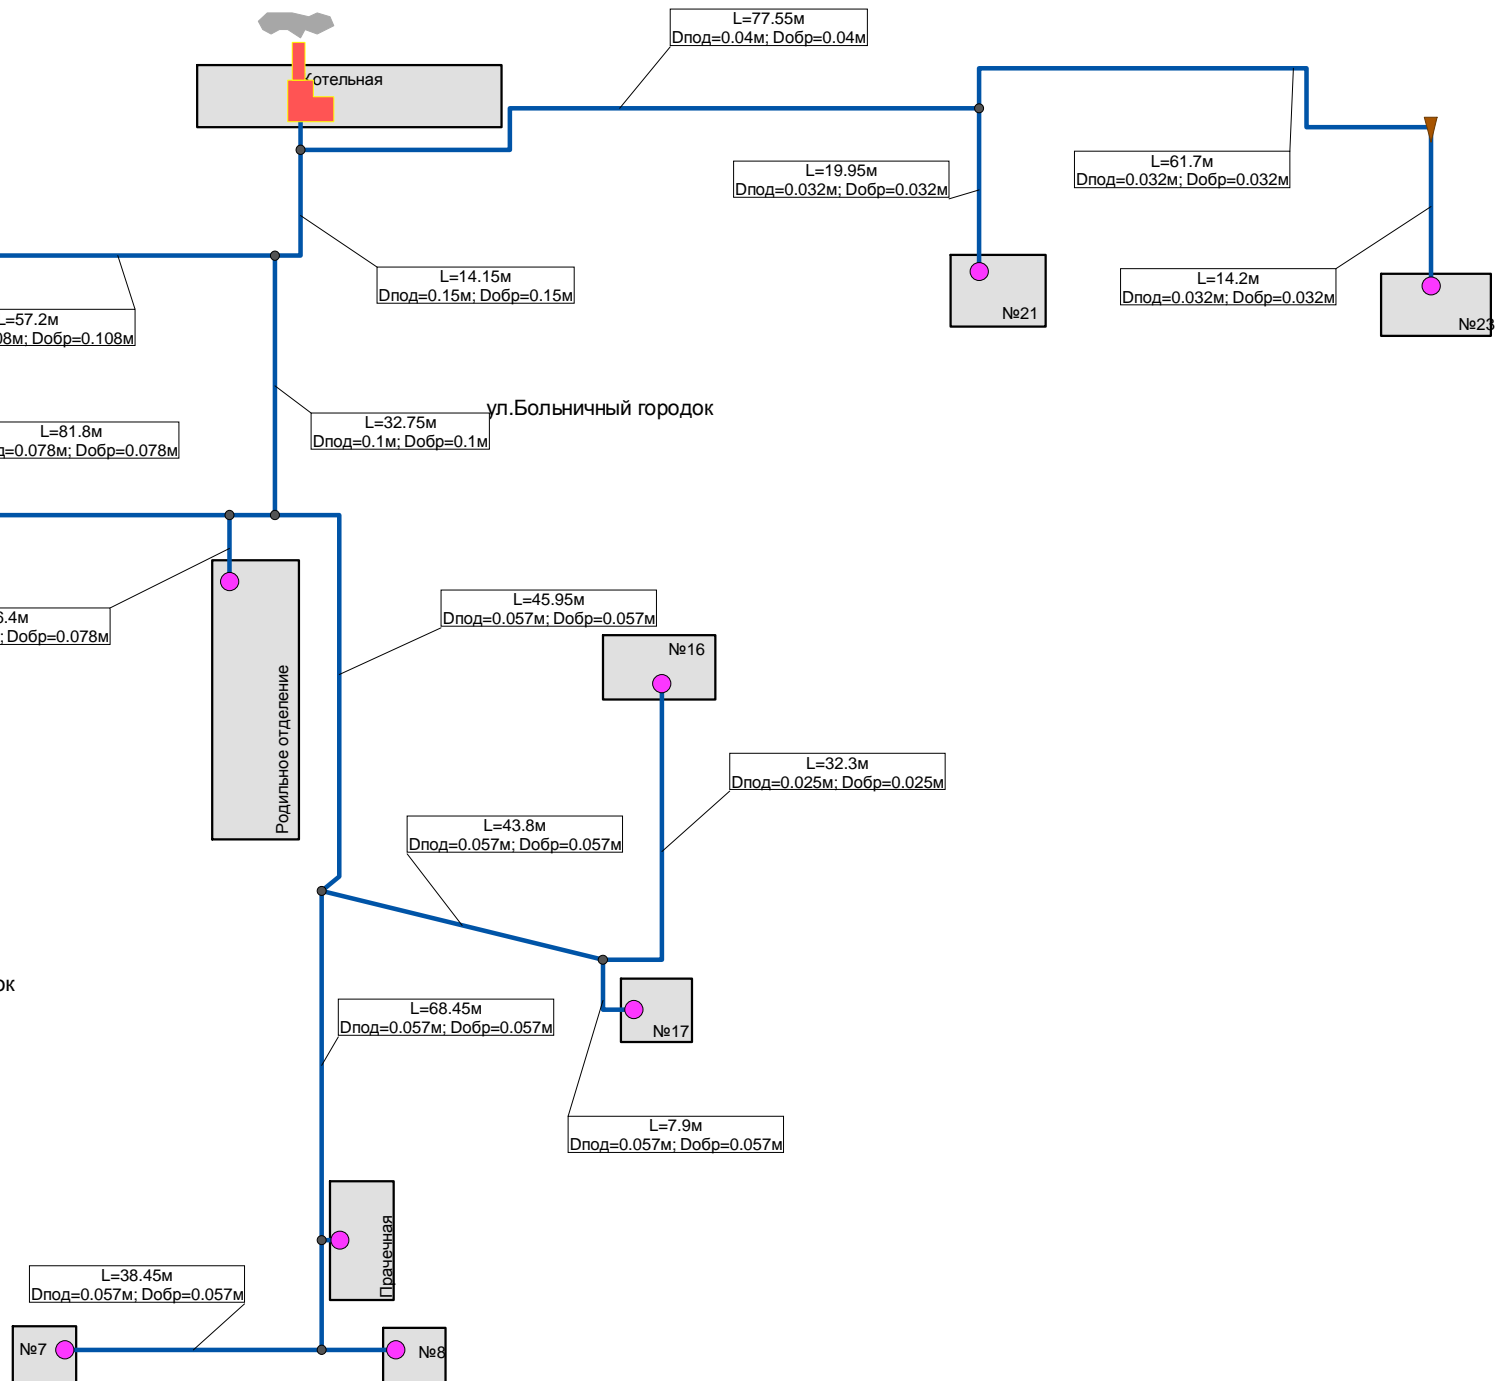 L=77.55м
Dпод=0.04м; Dобр=0.04м
Котельная
L=19.95м
Dпод=0.032м; Dобр=0.032м
L=61.7м
Dпод=0.032м; Dобр=0.032м
L=14.15м
Dпод=0.15м; Dобр=0.15м
L=14.2м
Dпод=0.032м; Dобр=0.032м
№21
№23
L=57.2м
08м; Dобр=0.108м
ул.Больничный городок
L=32.75м
Dпод=0.1м; Dобр=0.1м
L=81.8м
д=0.078м; Dобр=0.078м
L=45.95м
Dпод=0.057м; Dобр=0.057м
6.4м
; Dобр=0.078м
№16
Родильное отделение
L=32.3м
Dпод=0.025м; Dобр=0.025м
L=43.8м
Dпод=0.057м; Dобр=0.057м
ок
L=68.45м
Dпод=0.057м; Dобр=0.057м
№17
L=7.9м
Dпод=0.057м; Dобр=0.057м
Прачечная
L=38.45м
Dпод=0.057м; Dобр=0.057м
№7
№8